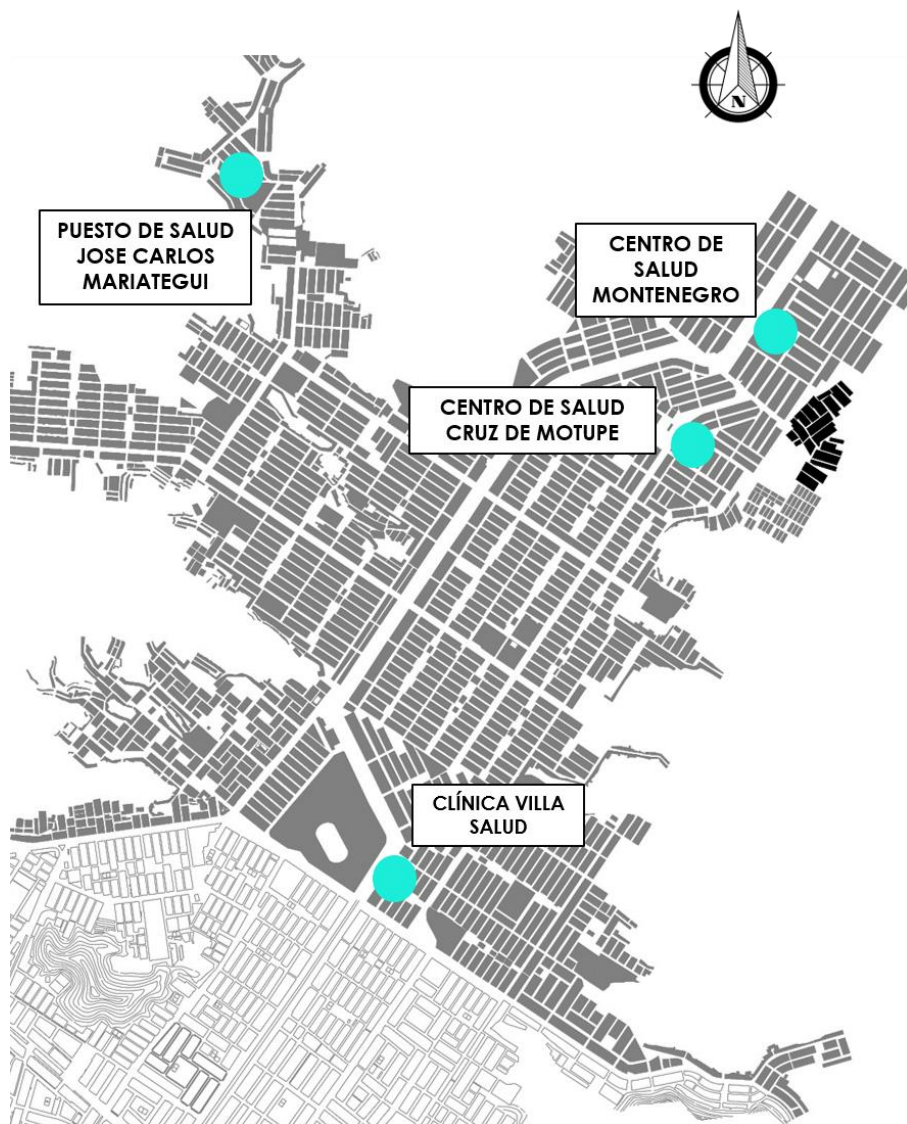 N
PUESTO DE SALUD
JOSE CARLOS
MARIATEGUI
CENTRO DE
SALUD
MONTENEGRO
CENTRO DE SALUD
CRUZ DE MOTUPE
CLÍNICA VILLA
SALUD